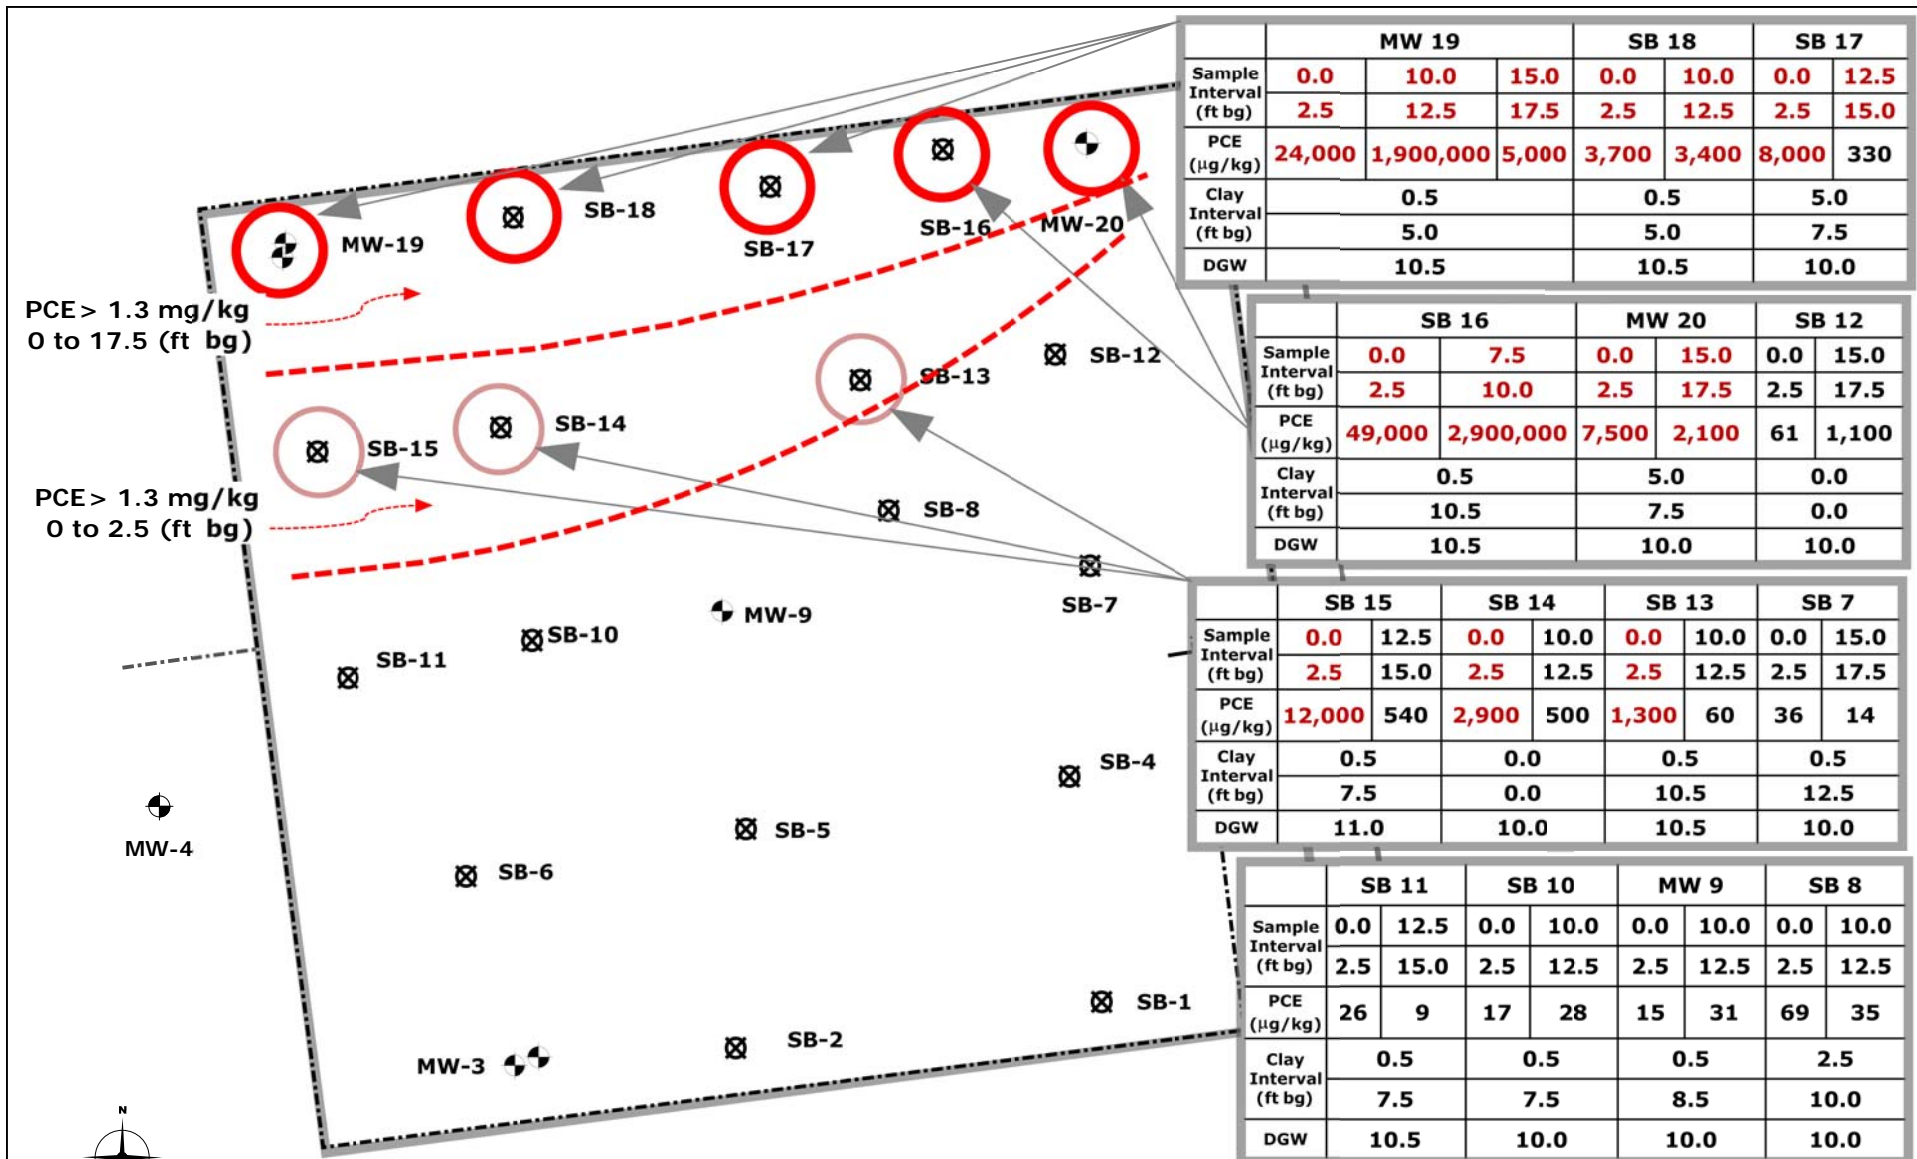 MW 19 SB 18 SB 17
Sample Interval (ft bg) 0.0 10.0 15.0 0.0 10.0 0.0 12.5
2.5 12.5 17.5 2.5 12.5 2.5 15.0
PCE (µg/kg) 24,000 1,900,000 5,000 3,700 3,400 8,000 330
Clay Interval (ft bg) 0.5 0.5 5.0
5.0 5.0 7.5
DGW 10.5 10.5 10.0
SB-18
SB-16
MW-20
MW-19
SB-17
PCE> 1.3 mg/kg
0 to 17.5 (ft bg)
SB 16 MW 20 SB 12
Sample Interval (ft bg) 0.0 7.5 0.0 15.0 0.0 15.0
2.5 10.0 2.5 17.5 2.5 17.5
PCE (µg/kg) 49,000 2,900,000 7,500 2,100 61 1,100
Clay Interval (ft bg) 0.5 5.0 0.0
10.5 7.5 0.0
DGW 10.5 10.0 10.0
SB-12
SB-13
SB-14
SB-15
PCE> 1.3 mg/kg
0 to 2.5 (ft bg)
SB-8
SB-7
MW-9
SB-10
SB-11
SB 15 SB 14 SB 13 SB 7
Sample Interval (ft bg) 0.0 12.5 0.0 10.0 0.0 10.0 0.0 15.0
2.5 15.0 2.5 12.5 2.5 12.5 2.5 17.5
PCE (µg/kg) 12,000 540 2,900 500 1,300 60 36 14
Clay Interval (ft bg) 0.5 0.0 0.5 0.5
7.5 0.0 10.5 12.5
DGW 11.0 10.0 10.5 10.0
SB-4
SB-5
MW-4
SB-6
SB 11 SB 10 MW 9 SB 8
Sample Interval (ft bg) 0.0 12.5 0.0 10.0 0.0 10.0 0.0 10.0
2.5 15.0 2.5 12.5 2.5 12.5 2.5 12.5
PCE (µg/kg) 26 9 17 28 15 31 69 35
Clay Interval (ft bg) 0.5 0.5 0.5 2.5
7.5 7.5 8.5 10.0
DGW 10.5 10.0 10.0 10.0
SB-1
SB-2
MW-3
N